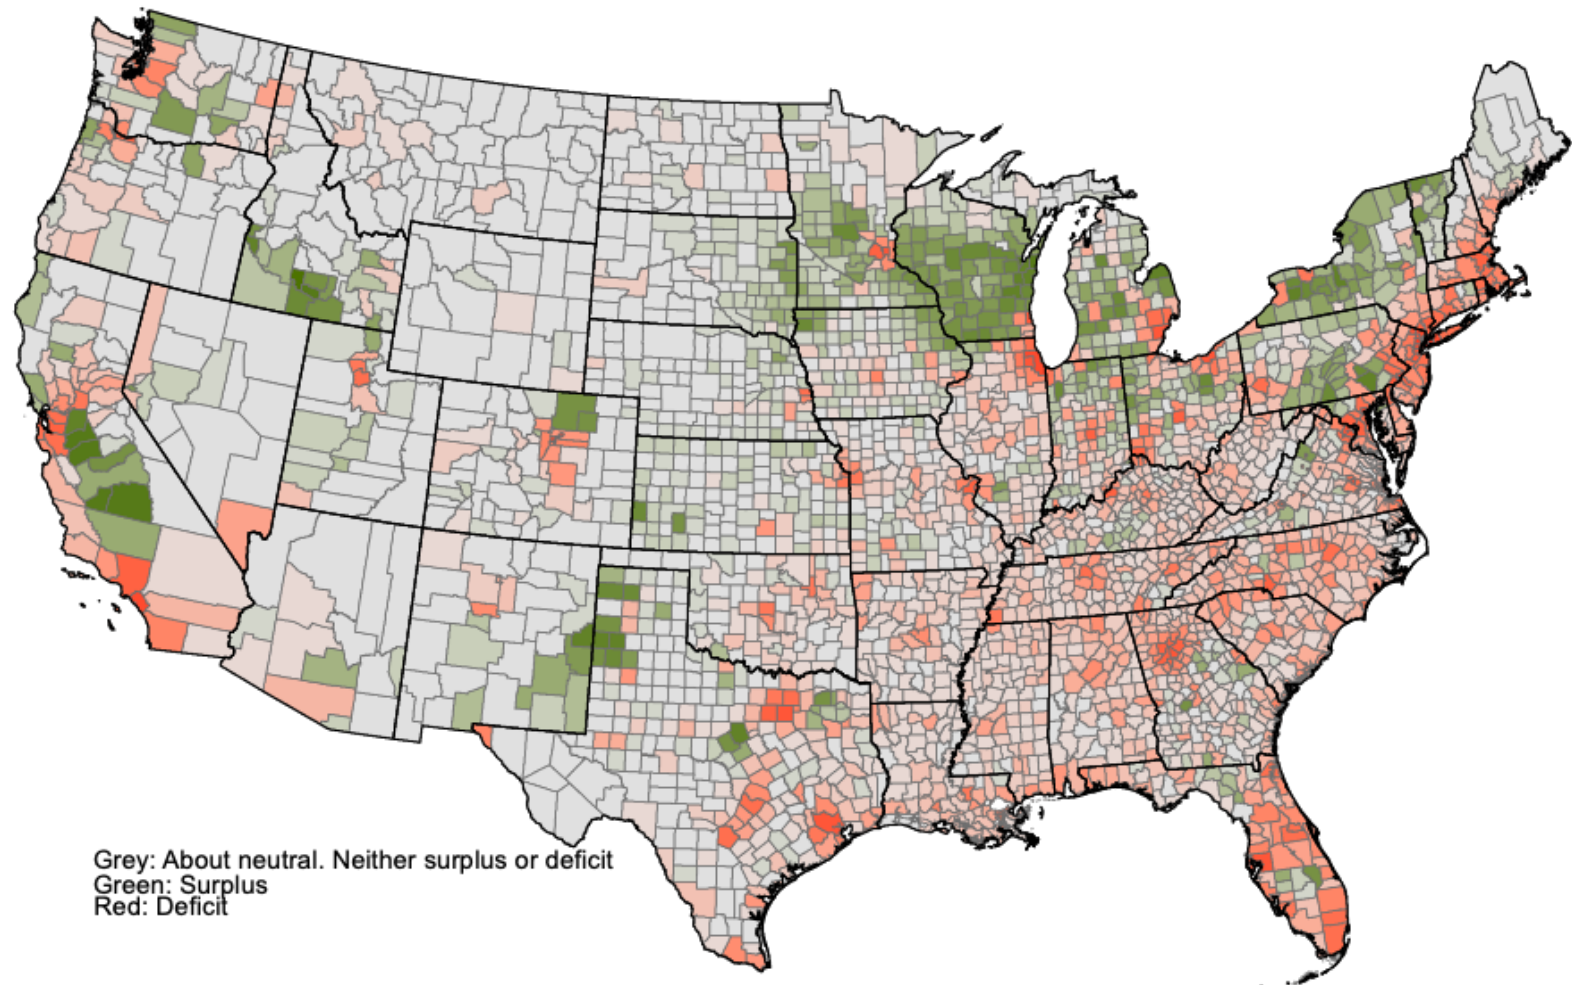 Grey: About neutral. Neither surplus or deficit
Green: Surplus
Red: Deficit